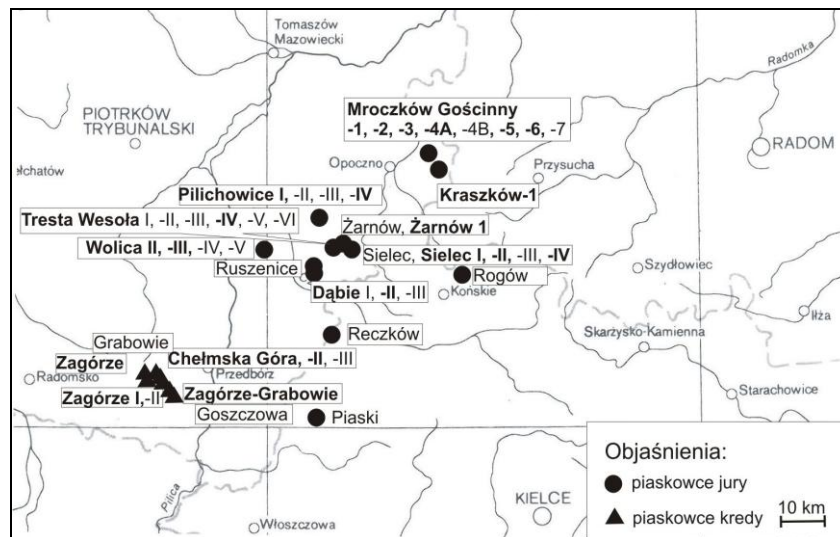 Tomaszów
Mazowiecki
Radomka
PIOTRKÓW
TRYBUNALSKI
Mroczków Gościnny
-1, -2, -3, -4A, -4B, -5, -6, -7
RADOM
ełchatów
Opoczno
Przysucha
Pilichowice I, -II, -III, -IV
Kraszków-1
Tresta Wesoła I, -II, -III, -IV, -V, -VI
Żarnów, Żarnów 1
Wolica II, -III, -IV, -V
Sielec, Sielec I, -II, -III, -IV
Ruszenice
Rogów
Szydłowiec
Dąbie I, -II, -III
Końskie
Iłża
Reczków
Skarżysko-Kamienna
Grabowie
Zagórze
Chełmska Góra, -II, -III
Radomsko
Przedbórz
Zagórze I,-II
Zagórze-Grabowie
Starachowice
Goszczowa
Piaski
Objaśnienia:
piaskowce jury
piaskowce kredy
10 km
Pilica
KIELCE
Włoszczowa